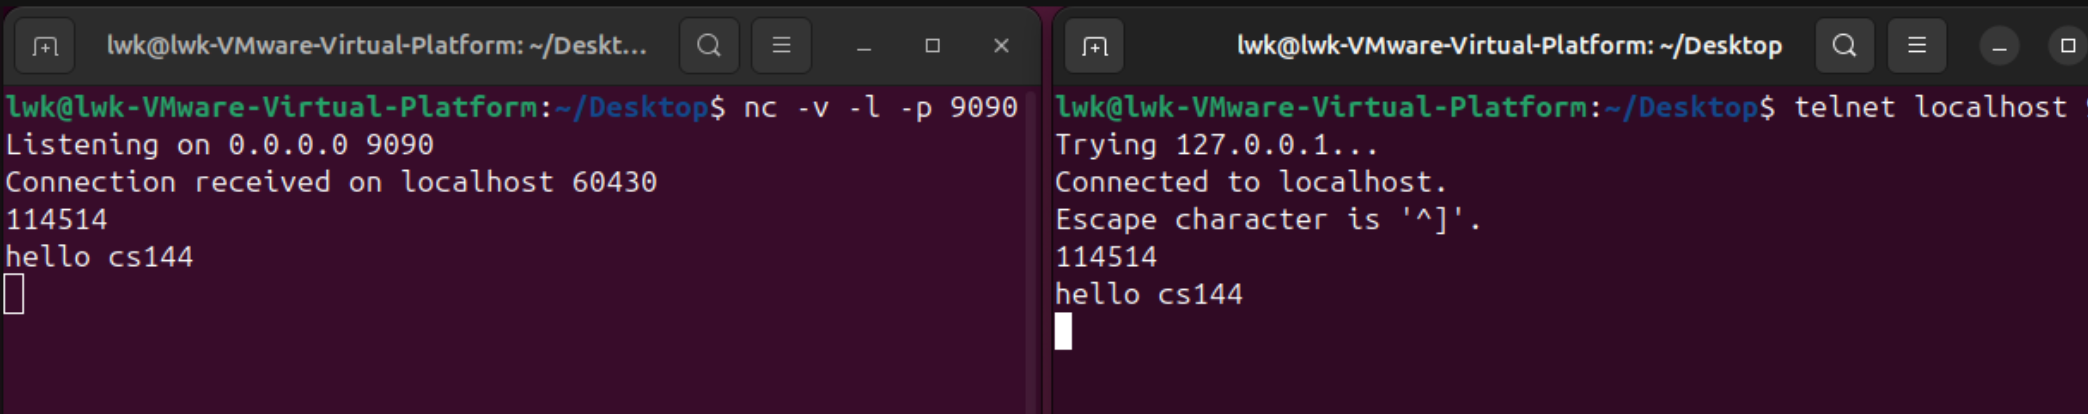 lwk@lwk-VMware-Virtual-Platform: ~/Deskt...
lwk@lwk-VMware-Virtual-Platform:~/Desktop$ nc -v -l -p 9090
Listening on 0.0.0.0 9090
Connection received on localhost 60430
114514
hello cs144
lwk@lwk-VMware-Virtual-Platform: ~/Desktop
lwk@lwk-VMware-Virtual-Platform:~/Desktop$ telnet localhost
Trying 127.0.0.1...
Connected to localhost.
Escape character is '^]'.
114514
hello cs144